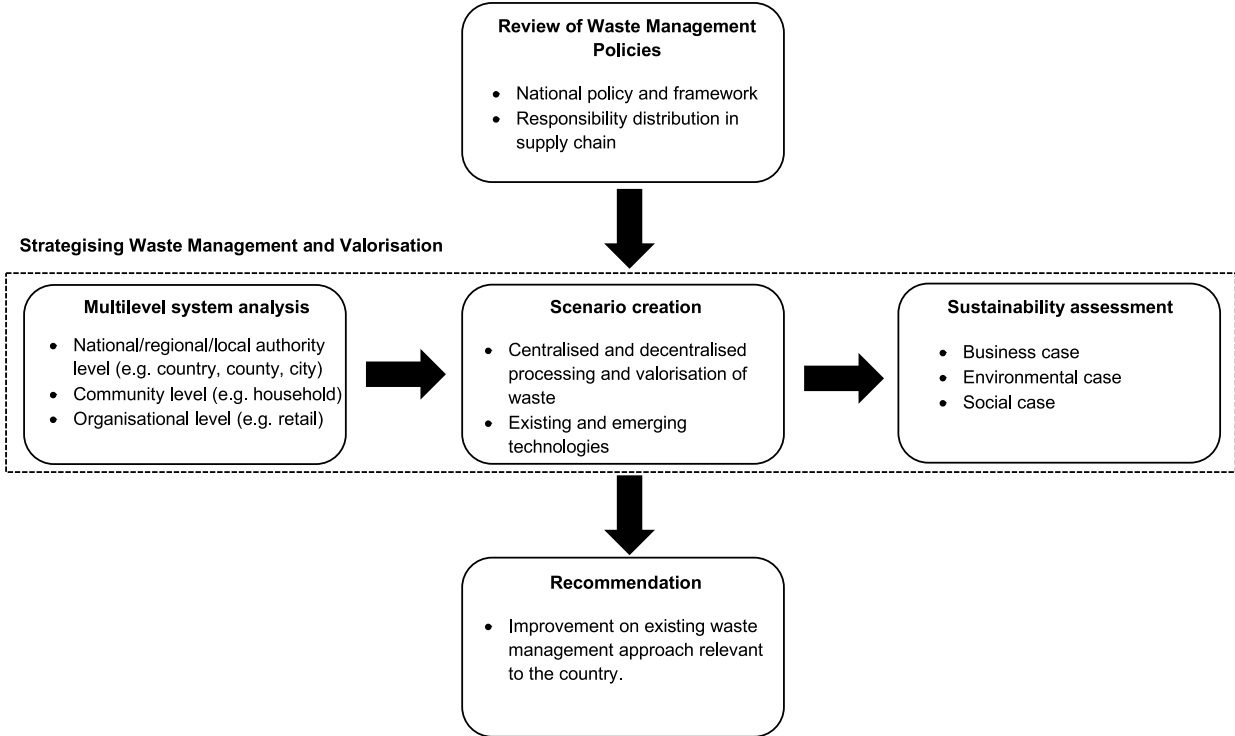 Review of Waste Management
Policies
• National policy and framework
• Responsibility distribution in
supply chain
Strategising Waste Management and Valorisation
Multilevel system analysis
• National/regional/local authority
level (e.g. country, county, city)
• Community level (e.g. household)
• Organisational level (e.g. retail)
Scenario creation
• Centralised and decentralised
processing and valorisation of
waste
• Existing and emerging
technologies
Sustainability assessment
• Business case
• Environmental case
• Social case
Recommendation
• Improvement on existing waste
management approach relevant
to the country.